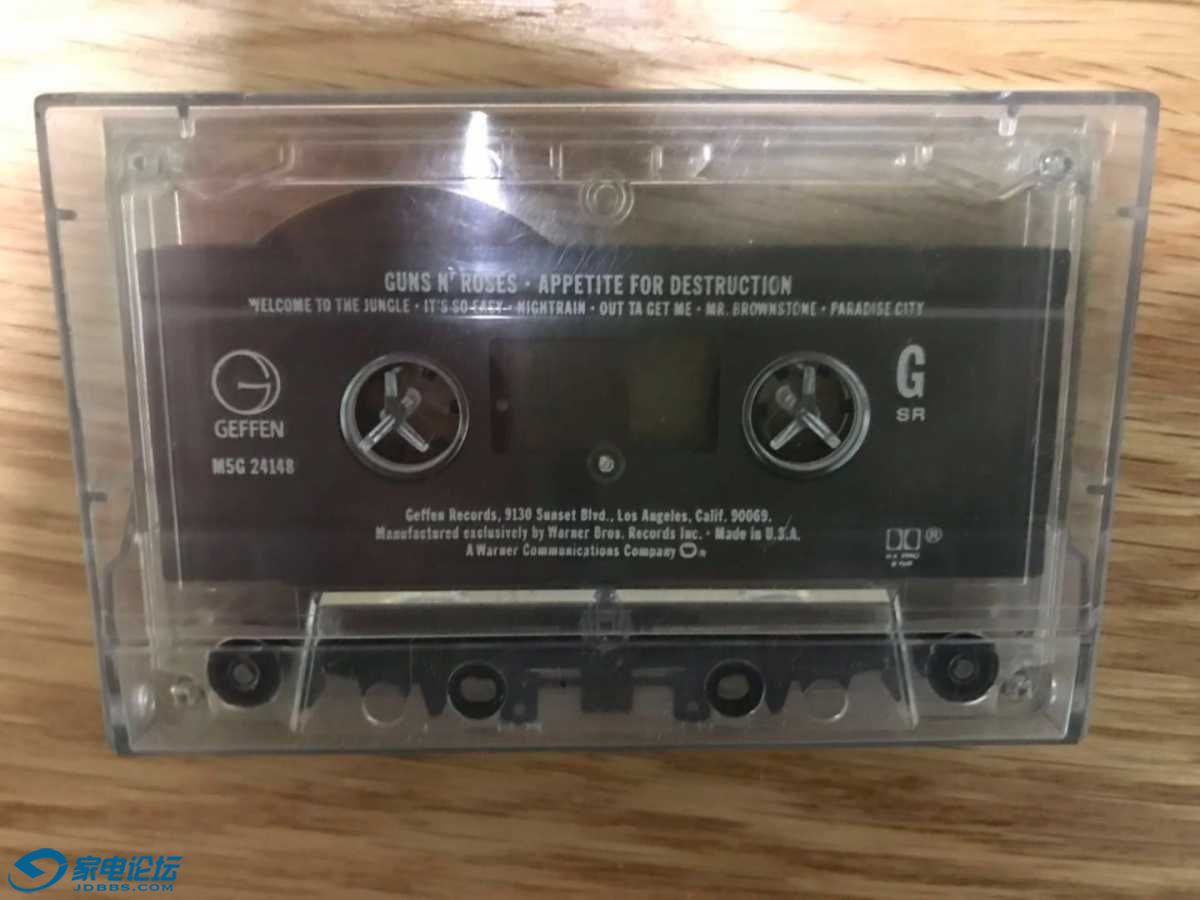 GUNS N' ROSES • APPETITE FOR DESTRUCTION
WELCOME TO THE JUNGLE • IT'S SO EASY • NIGHTRAIN • OUT TA GET ME • MR. BROWNSTONE • PARADISE CITY
G
SR
GEFFEN
M5G 24148
Geffen Records, 9130 Sunset Blvd., Los Angeles, Calif. 90069.
Manufactured exclusively by Warner Bros. Records Inc. • Made in U.S.A.
A Warner Communications Company
®
HX PRO
家电论坛
JDBBS.COM